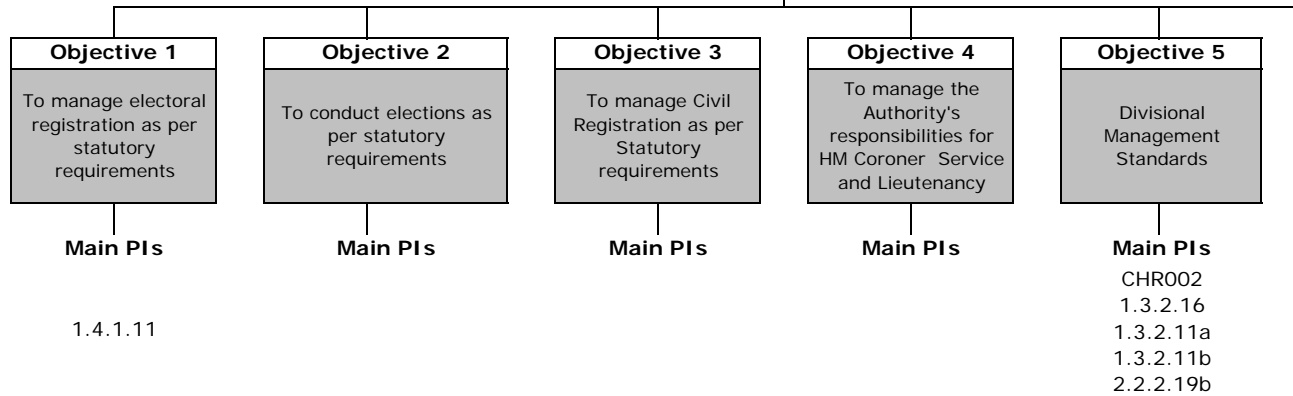 Objective 1
To manage electoral
registration as per
statutory
requirements
Main PIs
1.4.1.11
Objective 2
To conduct elections as
per statutory
requirements
Main PIs
Objective 3
To manage Civil
Registration as per
Statutory
requirements
Main PIs
Objective 4
To manage the
Authority's
responsibilities for
HM Coroner Service
and Lieutenancy
Main PIs
Objective 5
Divisional
Management
Standards
Main PIs
CHR002
1.3.2.16
1.3.2.11a
1.3.2.11b
2.2.2.19b